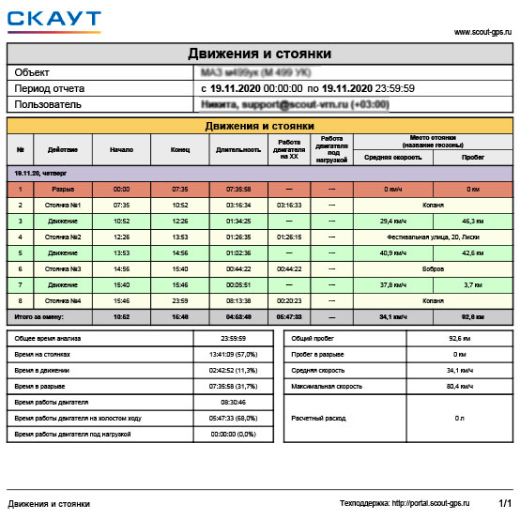 СКАУТ
www.scout-gps.ru
Движения и стоянки
Объект
Период отчета с 19.11.2020 00:00:00 по 19.11.2020 23:59:59
Пользователь
Движения и стоянки
№ Действие Начало Конец Длительность Работа двигателя на ХХ Работа двигателя под нагрузкой Место стоянки (название геозоны)
Средняя скорость Пробег
19.11.20, четверг
1 Разрыв 00:00 07:35 07:35:58 --- --- 0 км/ч 0 км
2 Стоянка №1 07:35 10:52 03:16:34 03:16:33 --- Копаня
3 Движение 10:52 12:26 01:34:25 --- --- 29,4 км/ч 46,3 км
4 Стоянка №2 12:26 13:53 01:26:35 01:26:15 --- Фестивальная улица, 20, Лиски
5 Движение 13:53 14:56 01:02:36 --- --- 40,9 км/ч 42,6 км
6 Стоянка №3 14:56 15:40 00:44:22 00:44:22 --- Бобров
7 Движение 15:40 15:46 00:05:51 --- --- 37,8 км/ч 3,7 км
8 Стоянка №4 15:46 23:59 08:13:38 00:20:23 --- Копаня
Итого за смену: 10:52 15:46 04:53:49 05:47:33 --- 34,1 км/ч 92,6 км
Общее время анализа 23:59:59
Время на стоянках 13:41:09 (57,0%)
Время в движении 02:42:52 (11,3%)
Время в разрыве 07:35:58 (31,7%)
Время работы двигателя 08:30:46
Время работы двигателя на холостом ходу 05:47:33 (68,0%)
Время работы двигателя под нагрузкой 00:00:00 (0,0%)
Общий пробег 92,6 км
Пробег в разрыве 0 км
Средняя скорость 34,1 км/ч
Максимальная скорость 80,4 км/ч
Расчетный расход 0 л
Движения и стоянки
Техподдержка: http://portal.scout-gps.ru 1/1